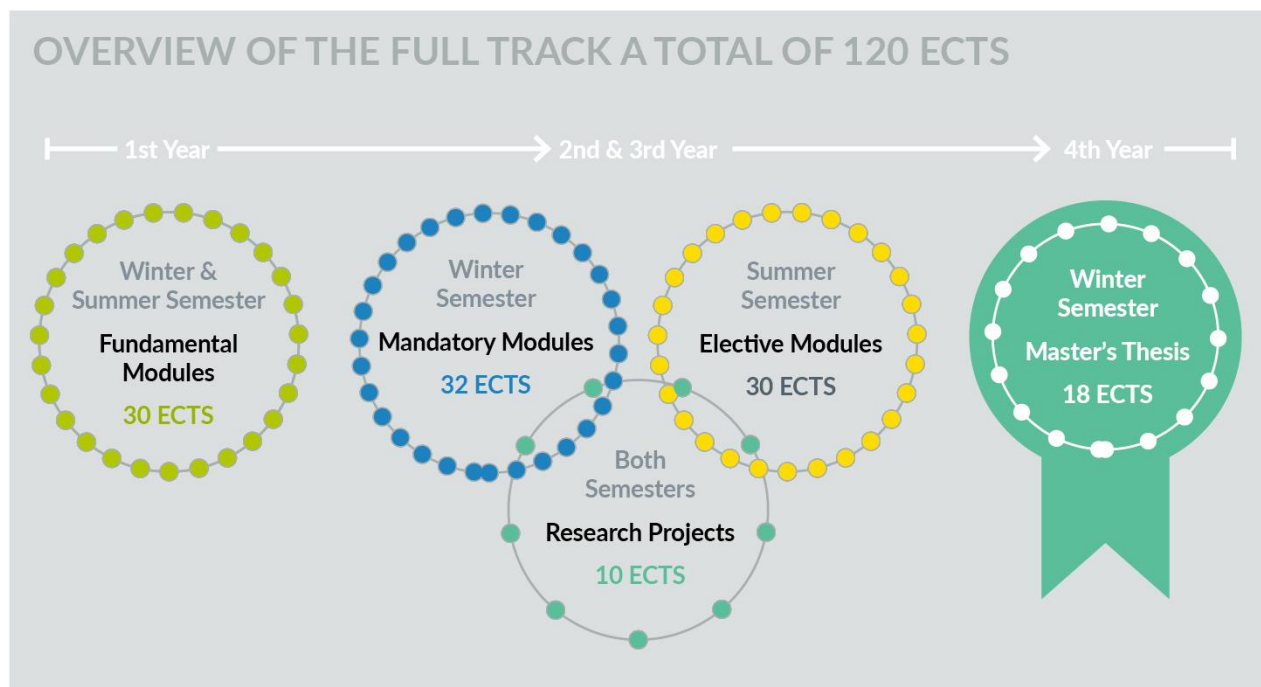 OVERVIEW OF THE FULL TRACK A TOTAL OF 120 ECTS
1st Year
2nd & 3rd Year
4th Year
Winter &
Summer Semester
Fundamental
Modules
30 ECTS
Winter
Semester
Mandatory Modules
32 ECTS
Summer
Semester
Elective Modules
30 ECTS
Both
Semesters
Research Projects
10 ECTS
Winter
Semester
Master's Thesis
18 ECTS